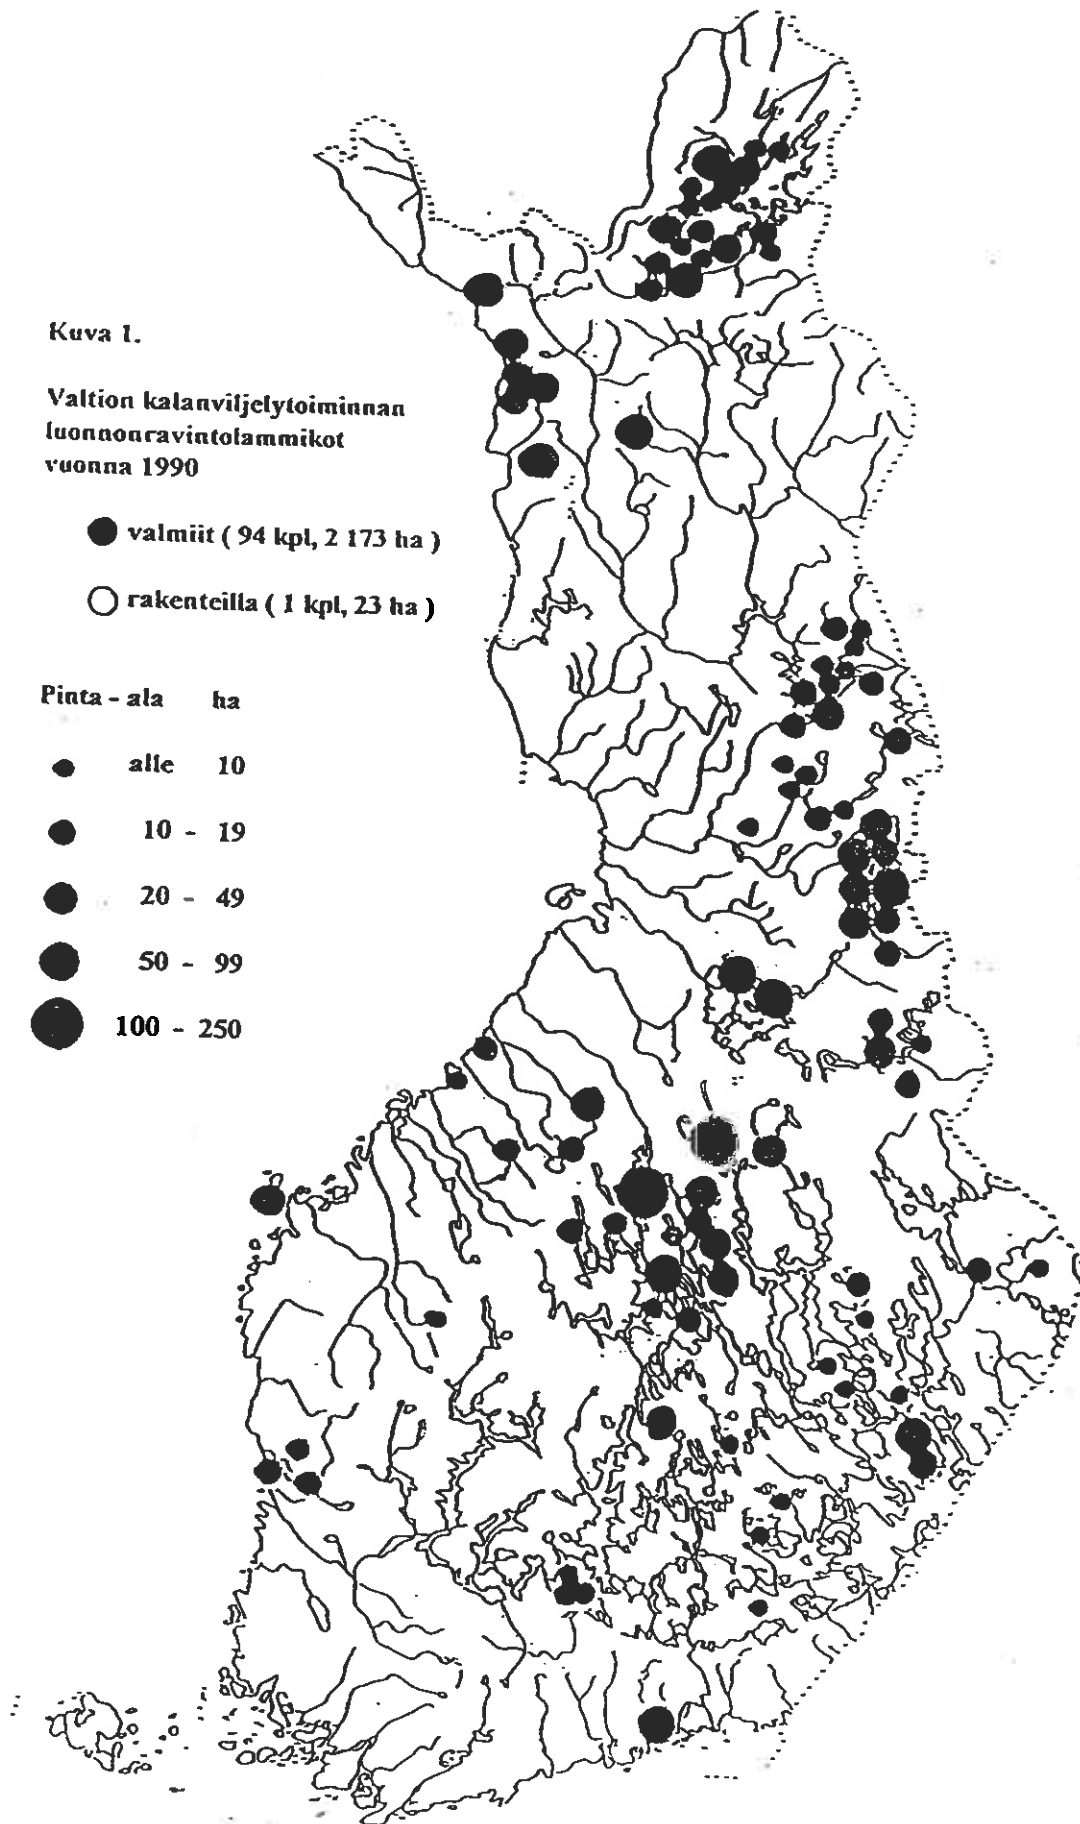 Kuva 1.
Valtion kalanviljelytoiminnan
luonnonravintolammikot
vuonna 1990
valmiit ( 94 kpl, 2 173 ha )
rakenteilla ( 1 kpl, 23 ha )
Pinta - ala ha
alle 10
10 - 19
20 - 49
50 - 99
100 - 250